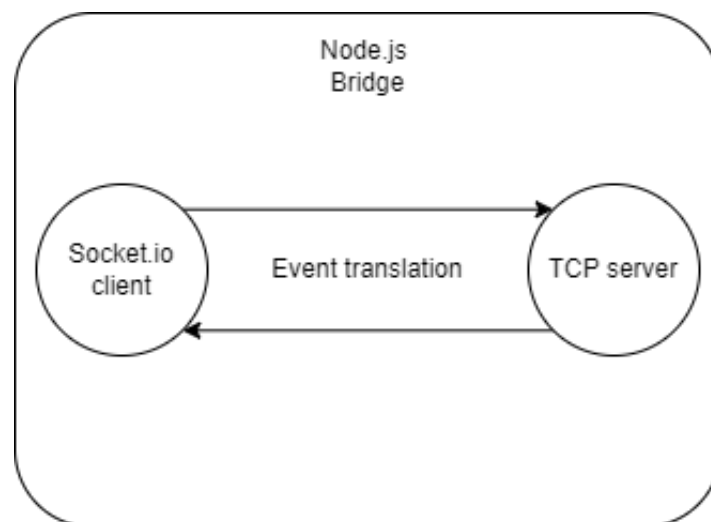 Node.js
Bridge
Socket.io
client
Event translation
TCP server